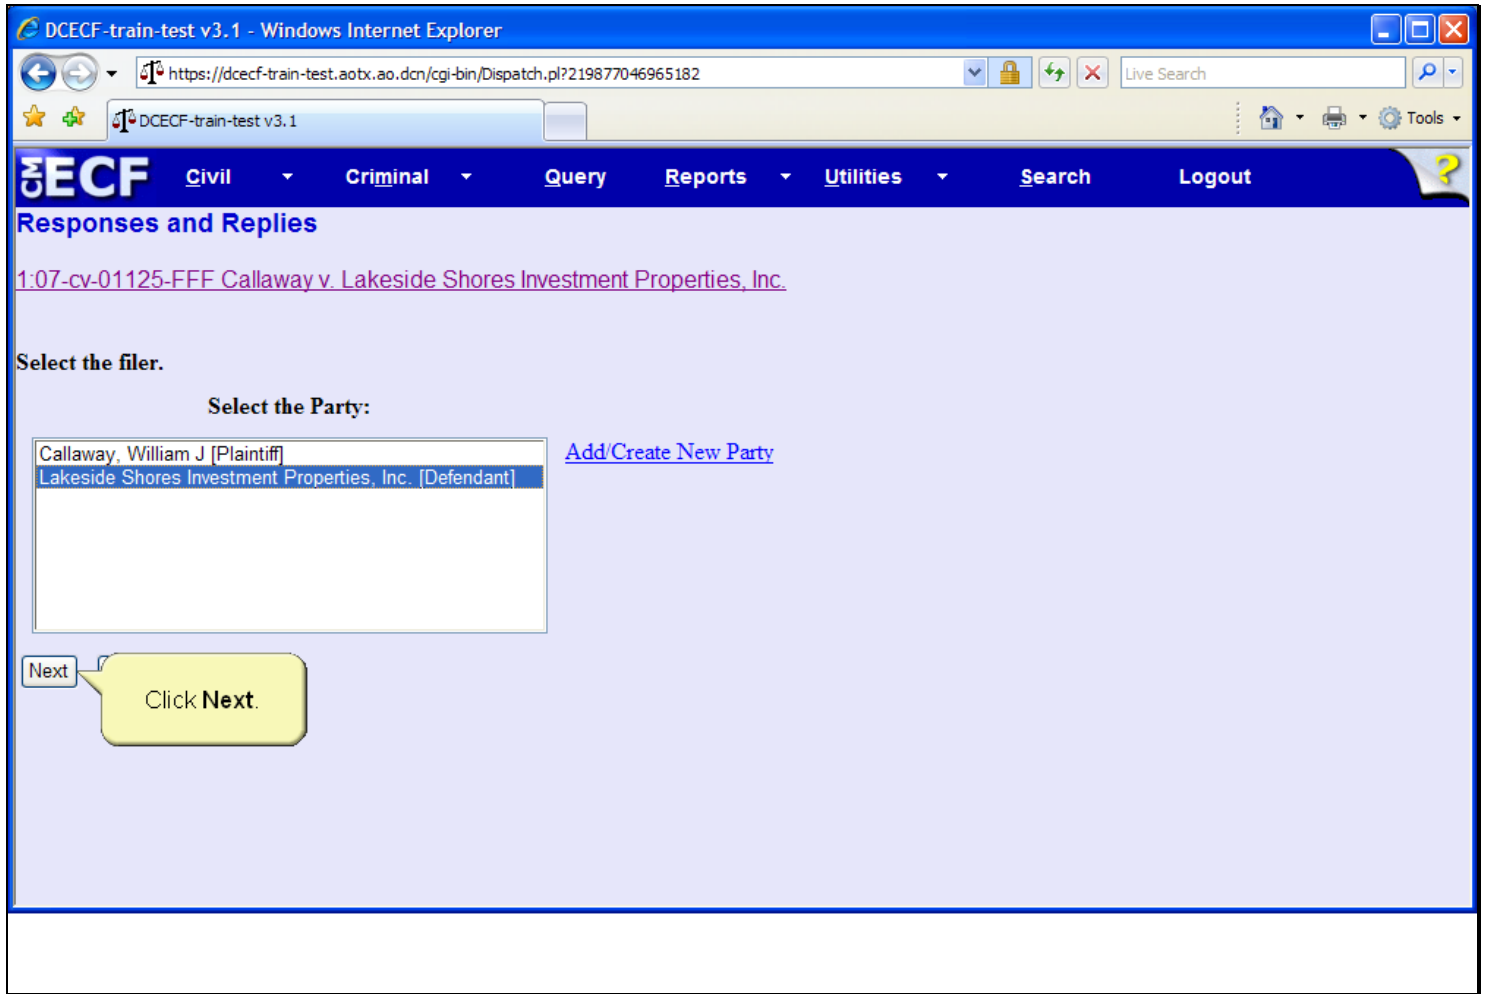 DCECF-train-test v3.1 - Windows Internet Explorer
https://dcecf-train-test.aotx.ao.dcn/cgi-bin/Dispatch.pl?219877046965182
Live Search
DCECF-train-test v3.1
Tools
CM ECF Civil Criminal Query Reports Utilities Search Logout ?
Responses and Replies
1:07-cv-01125-FFF Callaway v. Lakeside Shores Investment Properties, Inc.
Select the filer.
Select the Party:
Callaway, William J [Plaintiff]
Lakeside Shores Investment Properties, Inc. [Defendant]
Add/Create New Party
Next
Click Next.